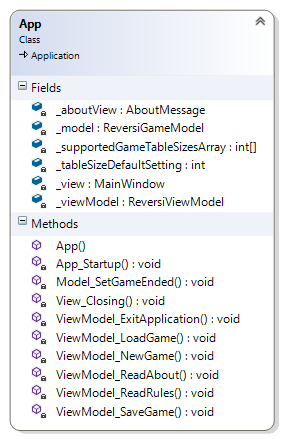 App
Class
Application
Fields
_aboutView : AboutMessage
_model : ReversiGameModel
_supportedGameTableSizesArray : int[]
_tableSizeDefaultSetting : int
_view : MainWindow
_viewModel : ReversiViewModel
Methods
App()
App_Startup() : void
Model_SetGameEnded() : void
View_Closing() : void
ViewModel_ExitApplication() : void
ViewModel_LoadGame() : void
ViewModel_NewGame() : void
ViewModel_ReadAbout() : void
ViewModel_ReadRules() : void
ViewModel_SaveGame() : void